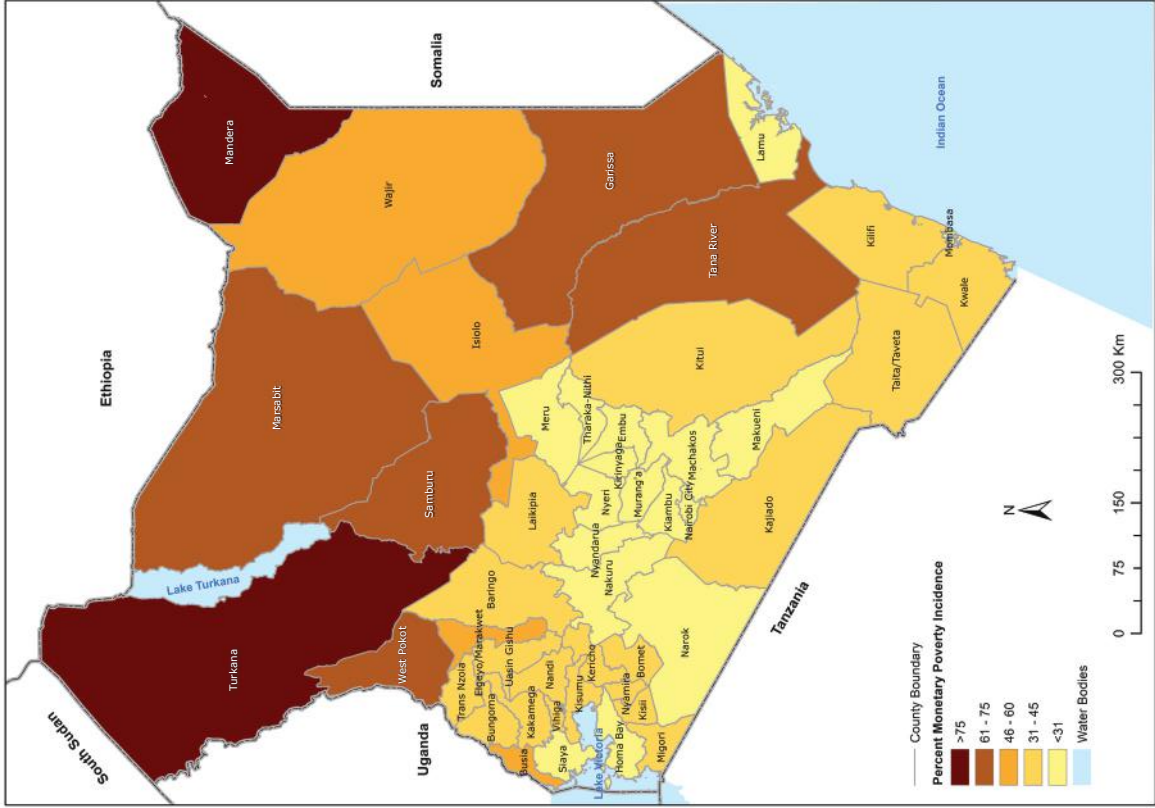 South Sudan
Ethiopia
Somalia
Uganda
Tanzania
Indian Ocean
Lake Turkana
Lake Victoria
Mandera
Turkana
Marsabit
Wajir
West Pokot
Samburu
Isiolo
Garissa
Trans Nzoia
Elgeyo/Marakwet
Baringo
Laikipia
Bungoma
Uasin Gishu
Busia
Kakamega
Nandi
Meru
Vihiga
Siaya
Kisumu
Tharaka-Nithi
Nyandarua
Nyeri
Kirinyaga
Embu
Nakuru
Kericho
Murang'a
Homa Bay
Nyamira
Bomet
Kisii
Kiambu
Nairobi City
Machakos
Kitui
Tana River
Lamu
Migori
Narok
Makueni
Kajiado
Kilifi
Taita/Taveta
Mombasa
Kwale
N
0 75 150 300 Km
County Boundary
Percent Monetary Poverty Incidence
>75
61 - 75
46 - 60
31 - 45
<31
Water Bodies